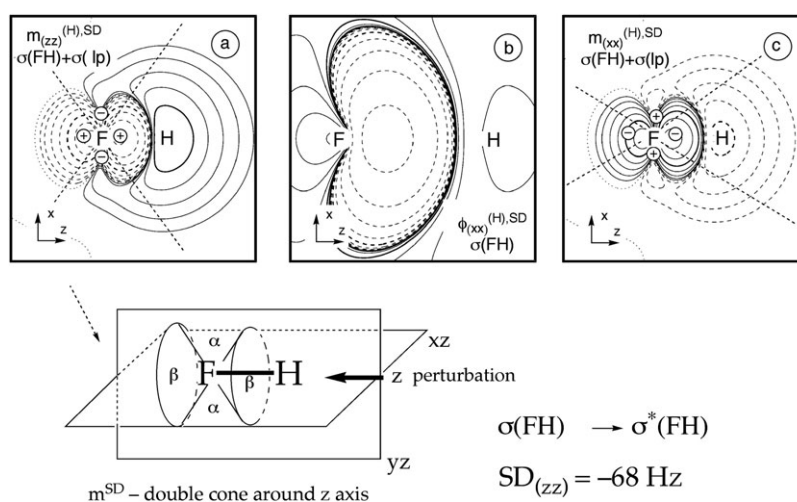 m(zz)(H),SD
σ(FH)+σ( lp)
a
−
+ F +
−
H
x
z
b
F
H
x
z
ϕ(xx)(H),SD
σ(FH)
m(xx)(H),SD
σ(FH)+σ(lp)
c
+
− F −
+
H
x
z
α
xz
β F β H
z perturbation
α
yz
mSD – double cone around z axis
σ(FH) → σ*(FH)
SD(zz) = –68 Hz